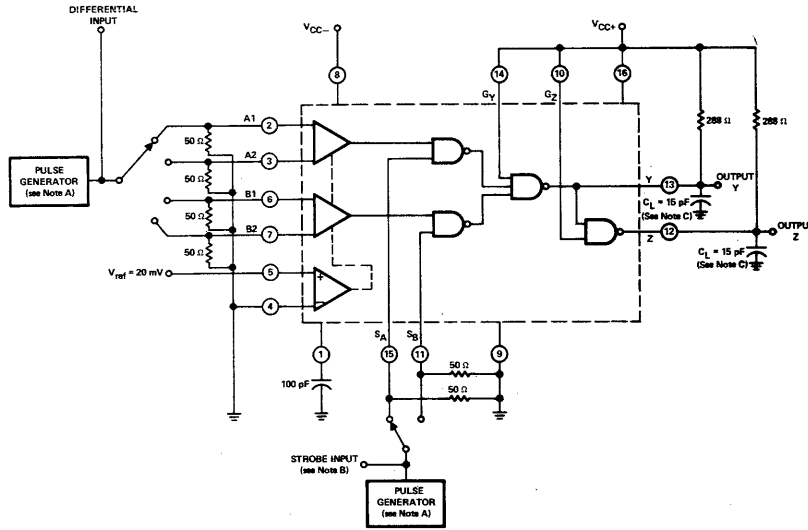 DIFFERENTIAL
INPUT
VCC–
8
VCC+
14
10
16
GY
GZ
A1
2
50 Ω
A2
3
50 Ω
B1
6
50 Ω
B2
7
50 Ω
PULSE
GENERATOR
(see Note A)
Vref = 20 mV
5
+
–
4
288 Ω
288 Ω
Y
13
OUTPUT
Y
CL = 15 pF
(See Note C)
Z
12
OUTPUT
Z
CL = 15 pF
(See Note C)
SA
SB
1
15
11
9
100 pF
50 Ω
50 Ω
STROBE INPUT
(see Note B)
PULSE
GENERATOR
(see Note A)